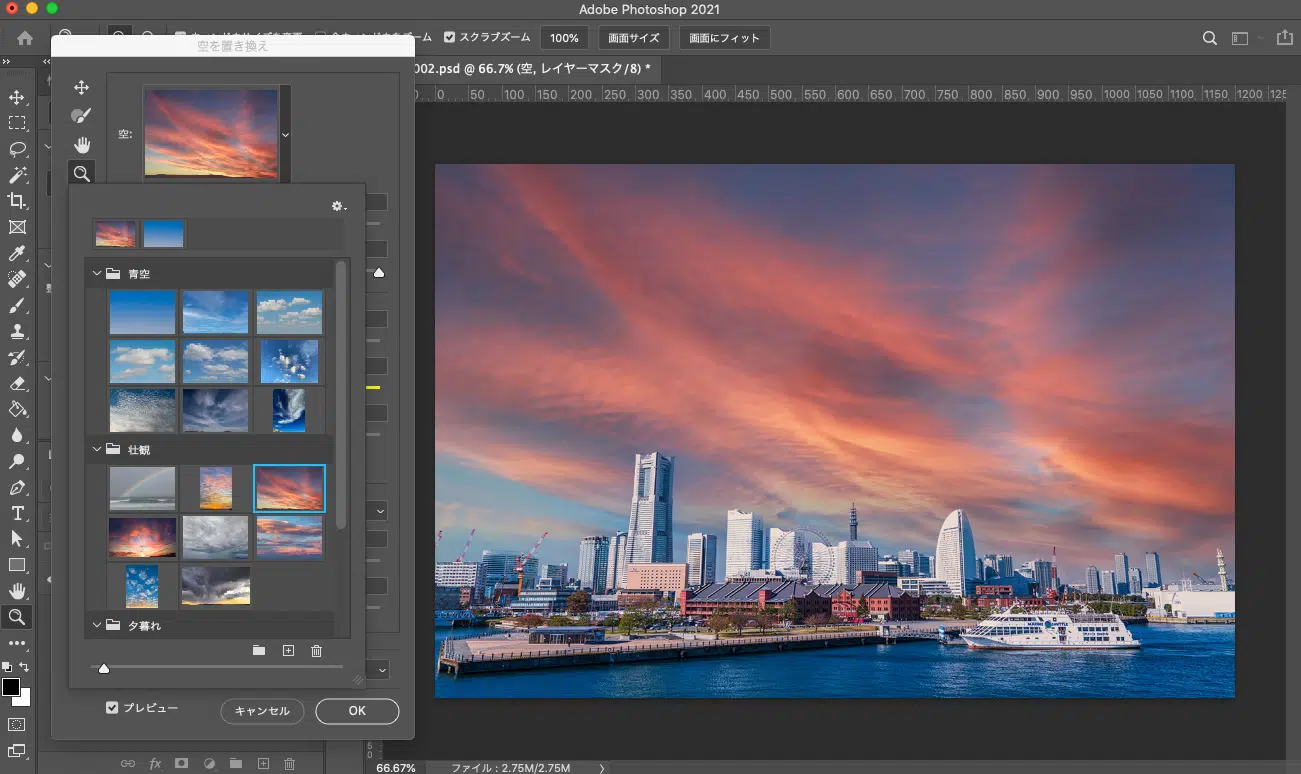 Adobe Photoshop 2021
スクラブズーム
100%
画面サイズ
画面にフィット
空を置き換え
002.psd @ 66.7% (空, レイヤーマスク/8) *
0 50 100 150 200 250 300 350 400 450 500 550 600 650 700 750 800 850 900 950 1000 1050 1100 1150 1200
空:
青空
壮観
夕暮れ
プレビュー
キャンセル
OK
fx
66.67%
ファイル : 2.75M/2.75M